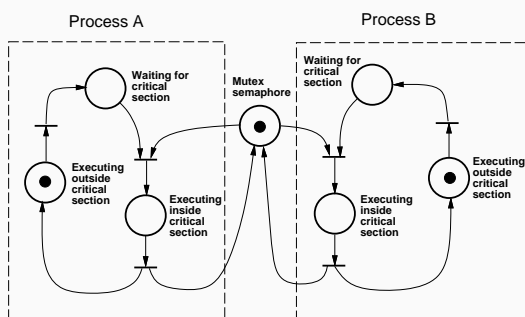 Process A
Process B
Waiting for
critical
section
Mutex
semaphore
Waiting for
critical
section
Executing
outside
critical
section
Executing
inside
critical
section
Executing
inside
critical
section
Executing
outside
critical
section